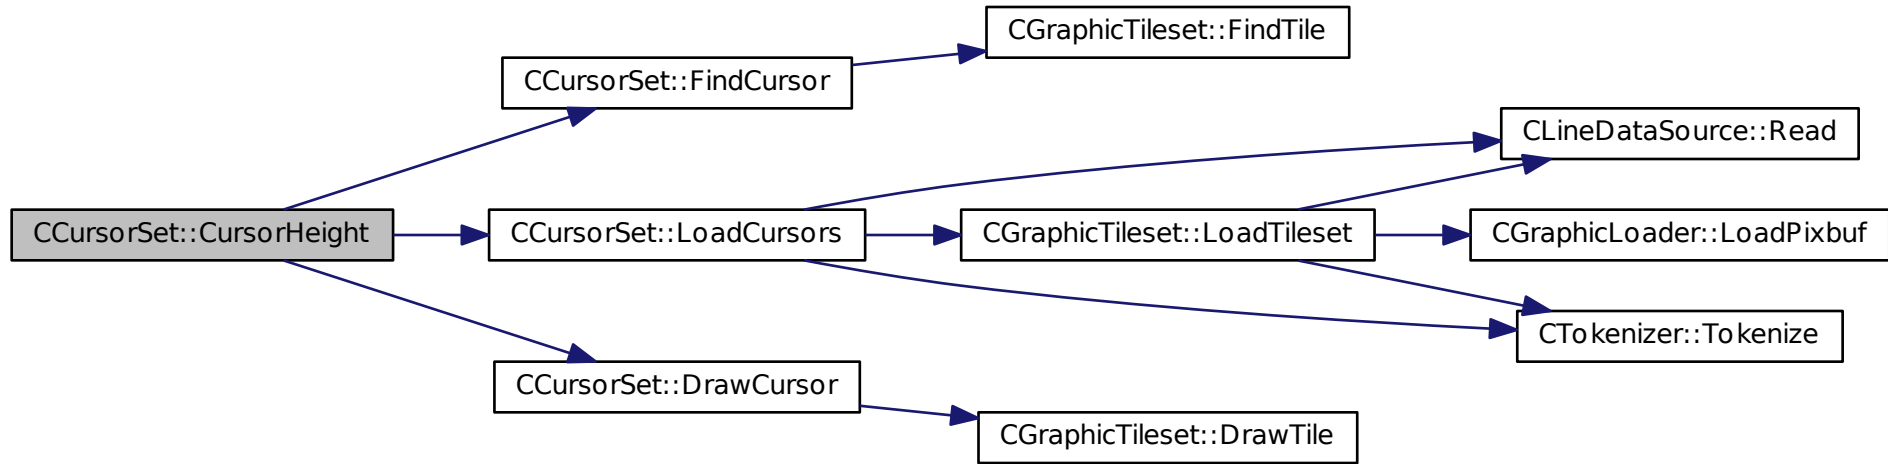 CGraphicTileset::FindTile
CCursorSet::FindCursor
CLineDataSource::Read
CCursorSet::CursorHeight
CCursorSet::LoadCursors
CGraphicTileset::LoadTileset
CGraphicLoader::LoadPixbuf
CTokenizer::Tokenize
CCursorSet::DrawCursor
CGraphicTileset::DrawTile